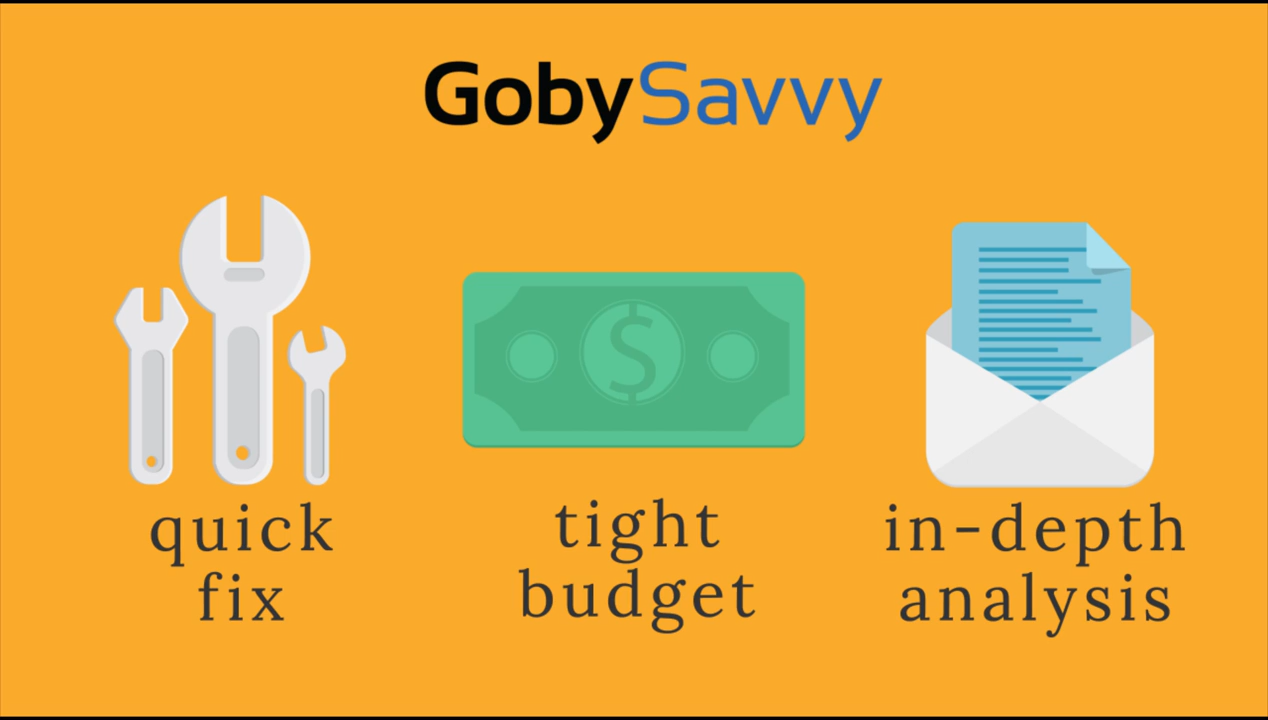 GobySavvy
quick
fix
tight
budget
in-depth
analysis